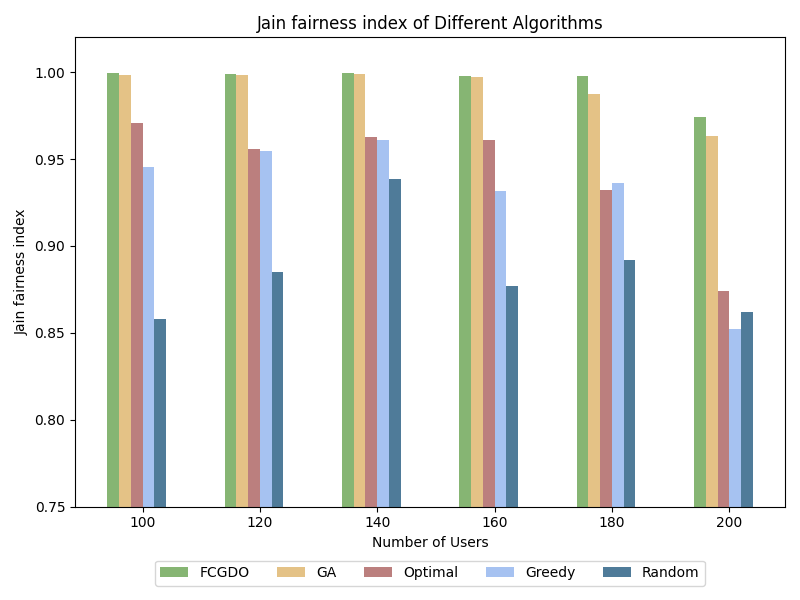 Jain fairness index of Different Algorithms
1.00
0.95
0.90
0.85
0.80
0.75
Jain fairness index
100 120 140 160 180 200
Number of Users
FCGDO GA Optimal Greedy Random